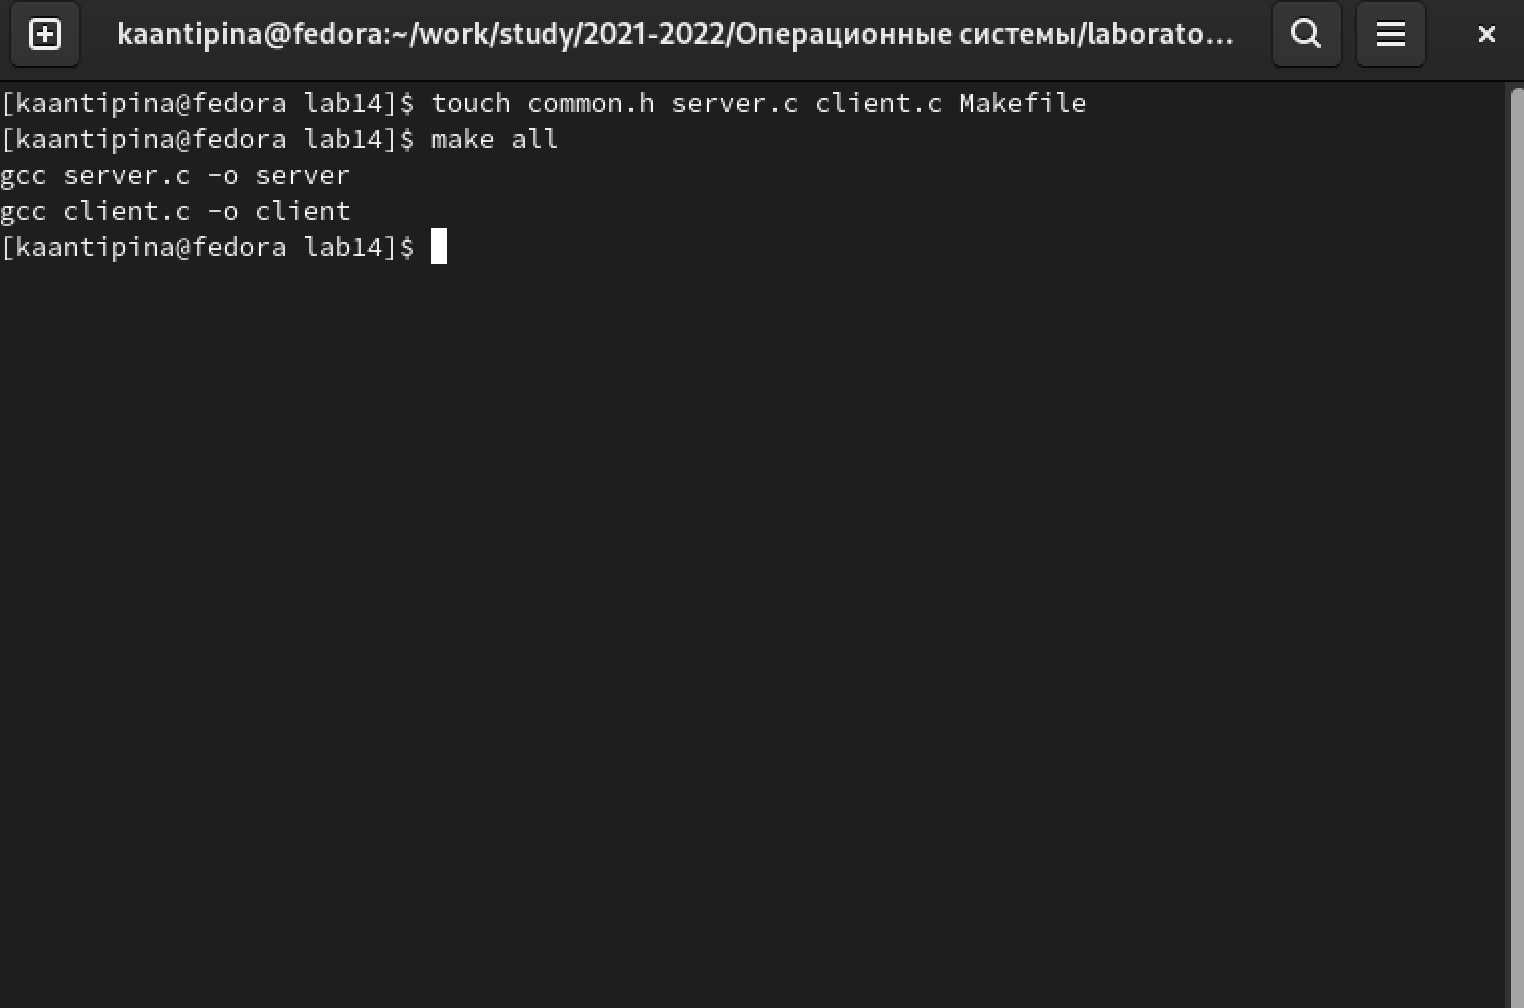 kaantipina@fedora:~/work/study/2021-2022/Операционные системы/laborato...
[kaantipina@fedora lab14]$ touch common.h server.c client.c Makefile
[kaantipina@fedora lab14]$ make all
gcc server.c -o server
gcc client.c -o client
[kaantipina@fedora lab14]$